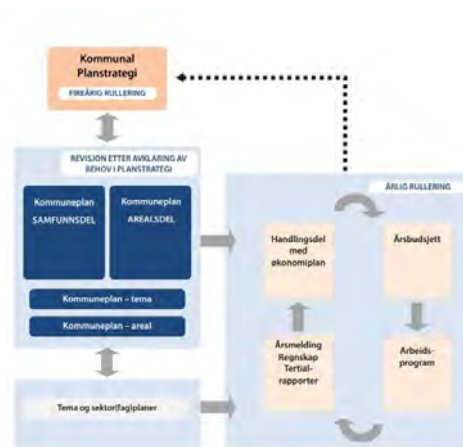 Kommunal
Planstrategi
FIREÅRIG RULLERING
REVISJON ETTER AVKLARING AV
BEHOV I PLANSTRATEGI
Kommuneplan
SAMFUNNSDEL
Kommuneplan
AREALSDEL
Kommuneplan – tema
Kommuneplan – areal
Tema og sektor(fag)planer
ÅRLIG RULLERING
Handlingsdel
med
økonomiplan
Årsbudsjett
Årsmelding
Regnskap
Tertial-
rapporter
Arbeids-
program